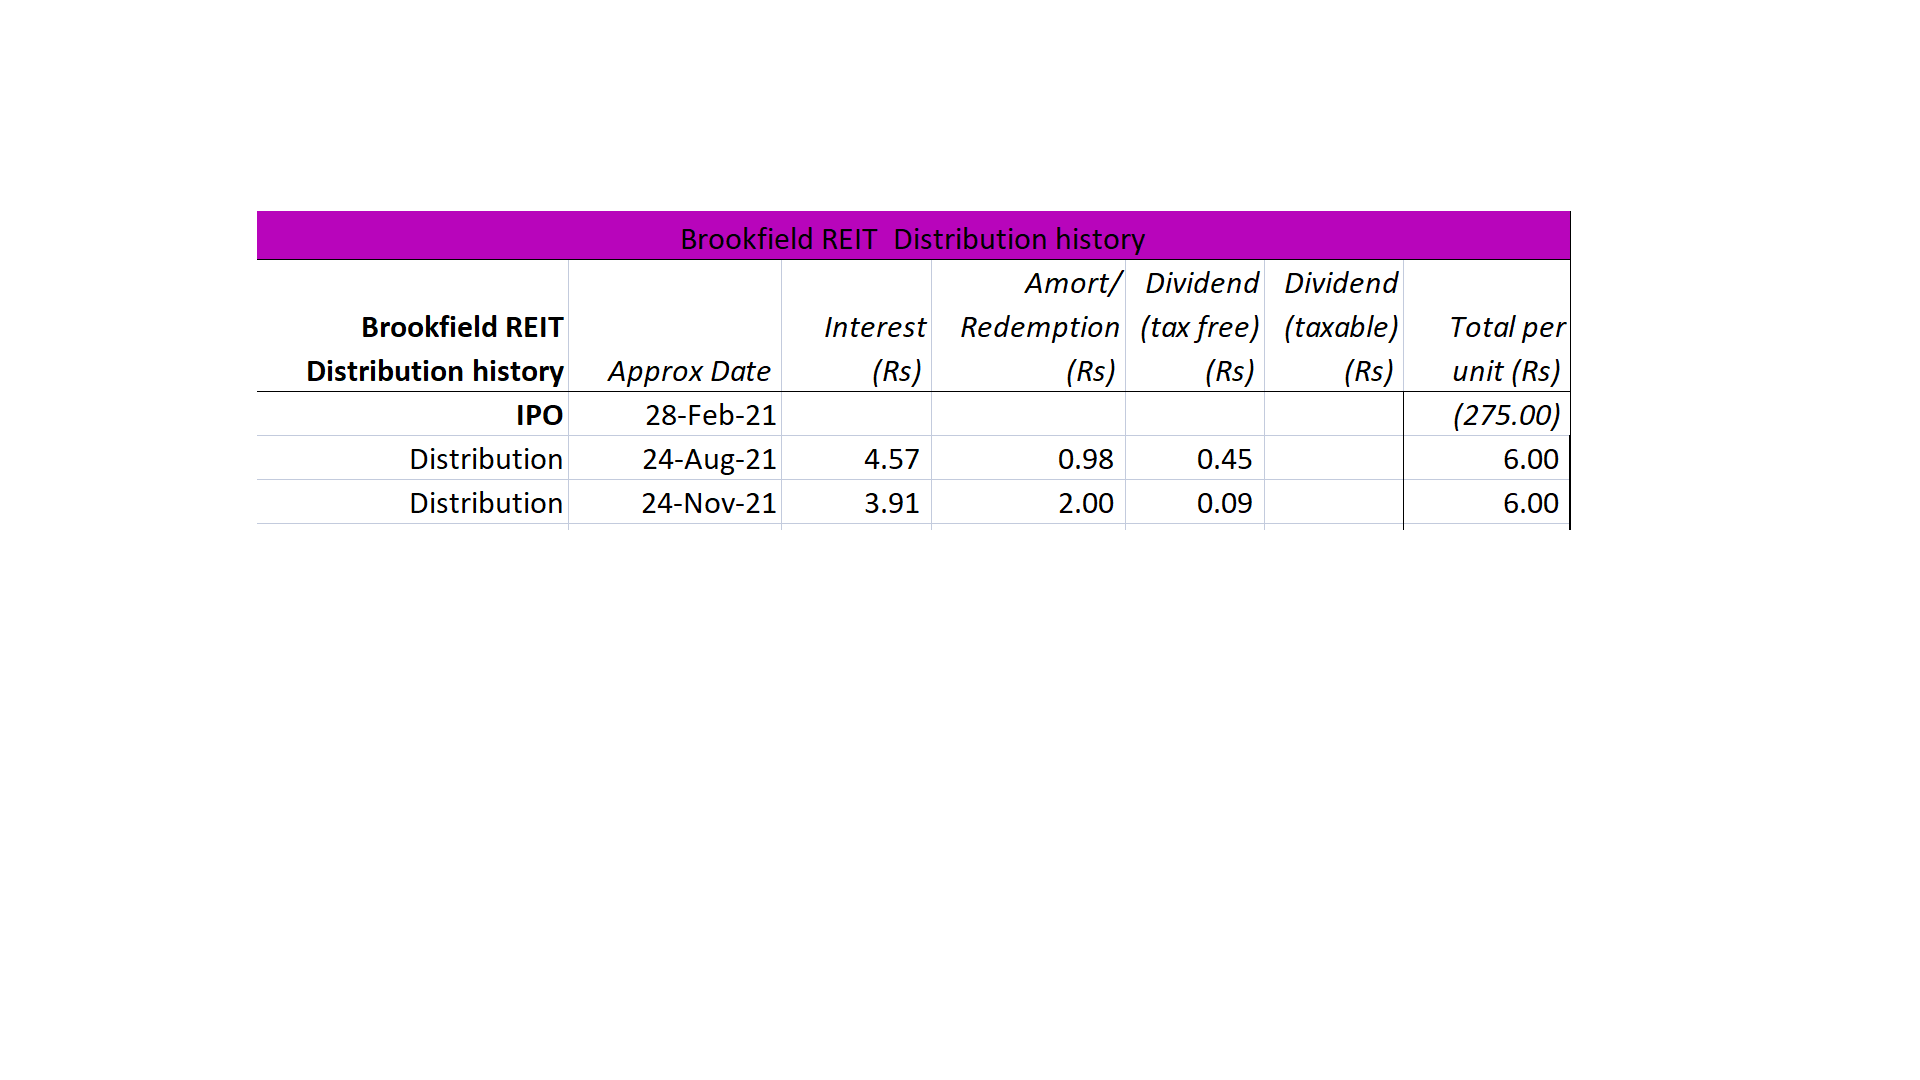 Brookfield REIT  Distribution history
Amort/ Dividend Dividend
Brookfield REIT Interest Redemption (tax free) (taxable) Total per
Distribution history Approx Date (Rs) (Rs) (Rs) (Rs) unit (Rs)
IPO 28-Feb-21 (275.00)
Distribution 24-Aug-21 4.57 0.98 0.45 6.00
Distribution 24-Nov-21 3.91 2.00 0.09 6.00